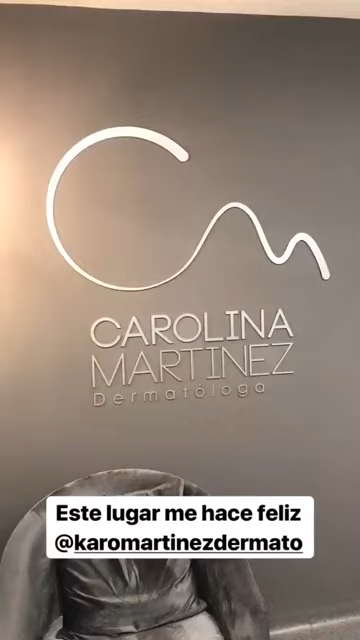 CAROLINA
MARTINEZ
Dermatóloga
Este lugar me hace feliz
@karomartinezdermato